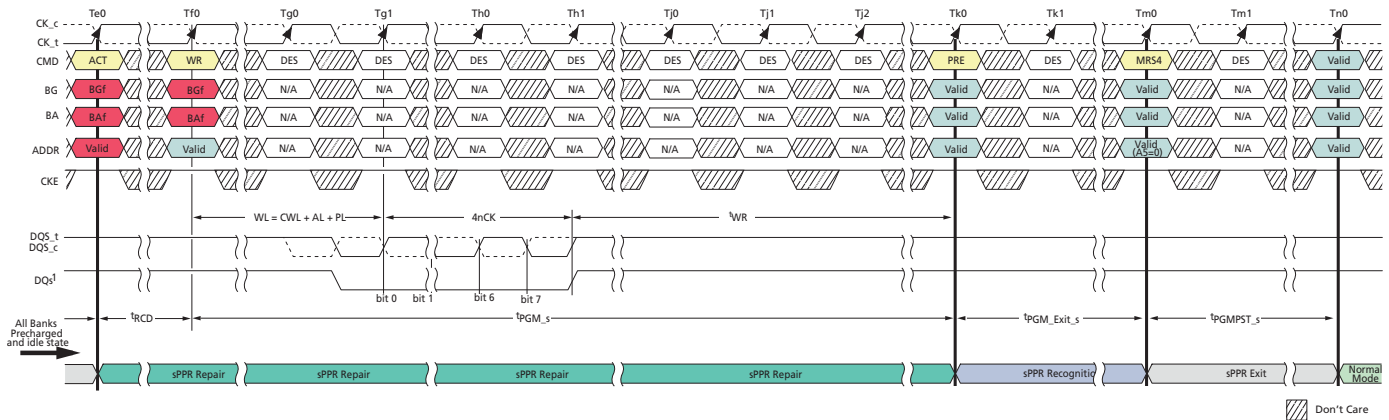 Te0 Tf0 Tg0 Tg1 Th0 Th1 Tj0 Tj1 Tj2 Tk0 Tk1 Tm0 Tm1 Tn0
CK_c
CK_t
CMD ACT WR DES DES DES DES DES DES DES PRE DES MRS4 DES Valid
BG BGf BGf N/A N/A N/A N/A N/A N/A N/A Valid N/A Valid N/A Valid
BA BAf BAf N/A N/A N/A N/A N/A N/A N/A Valid N/A Valid N/A Valid
ADDR Valid Valid N/A N/A N/A N/A N/A N/A N/A Valid N/A Valid (A5=0) N/A Valid
CKE
WL = CWL + AL + PL 4nCK tWR
DQS_t
DQS_c
DQs1
bit 0 bit 1 bit 6 bit 7
All Banks
Precharged
and idle state
tRCD tPGM_s tPGM_Exit_s tPGMPST_s
sPPR Repair sPPR Repair sPPR Repair sPPR Repair sPPR Recognitic sPPR Exit Normal
Mode
Don't Care